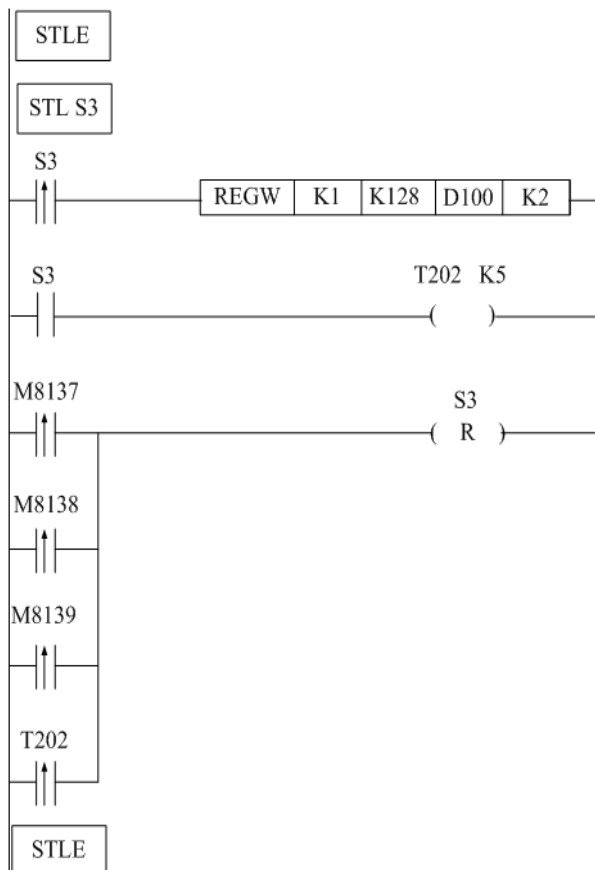 STLE
STL S3
S3
REGW K1 K128 D100 K2
S3
T202 K5
( )
M8137
S3
( R )
M8138
M8139
T202
STLE